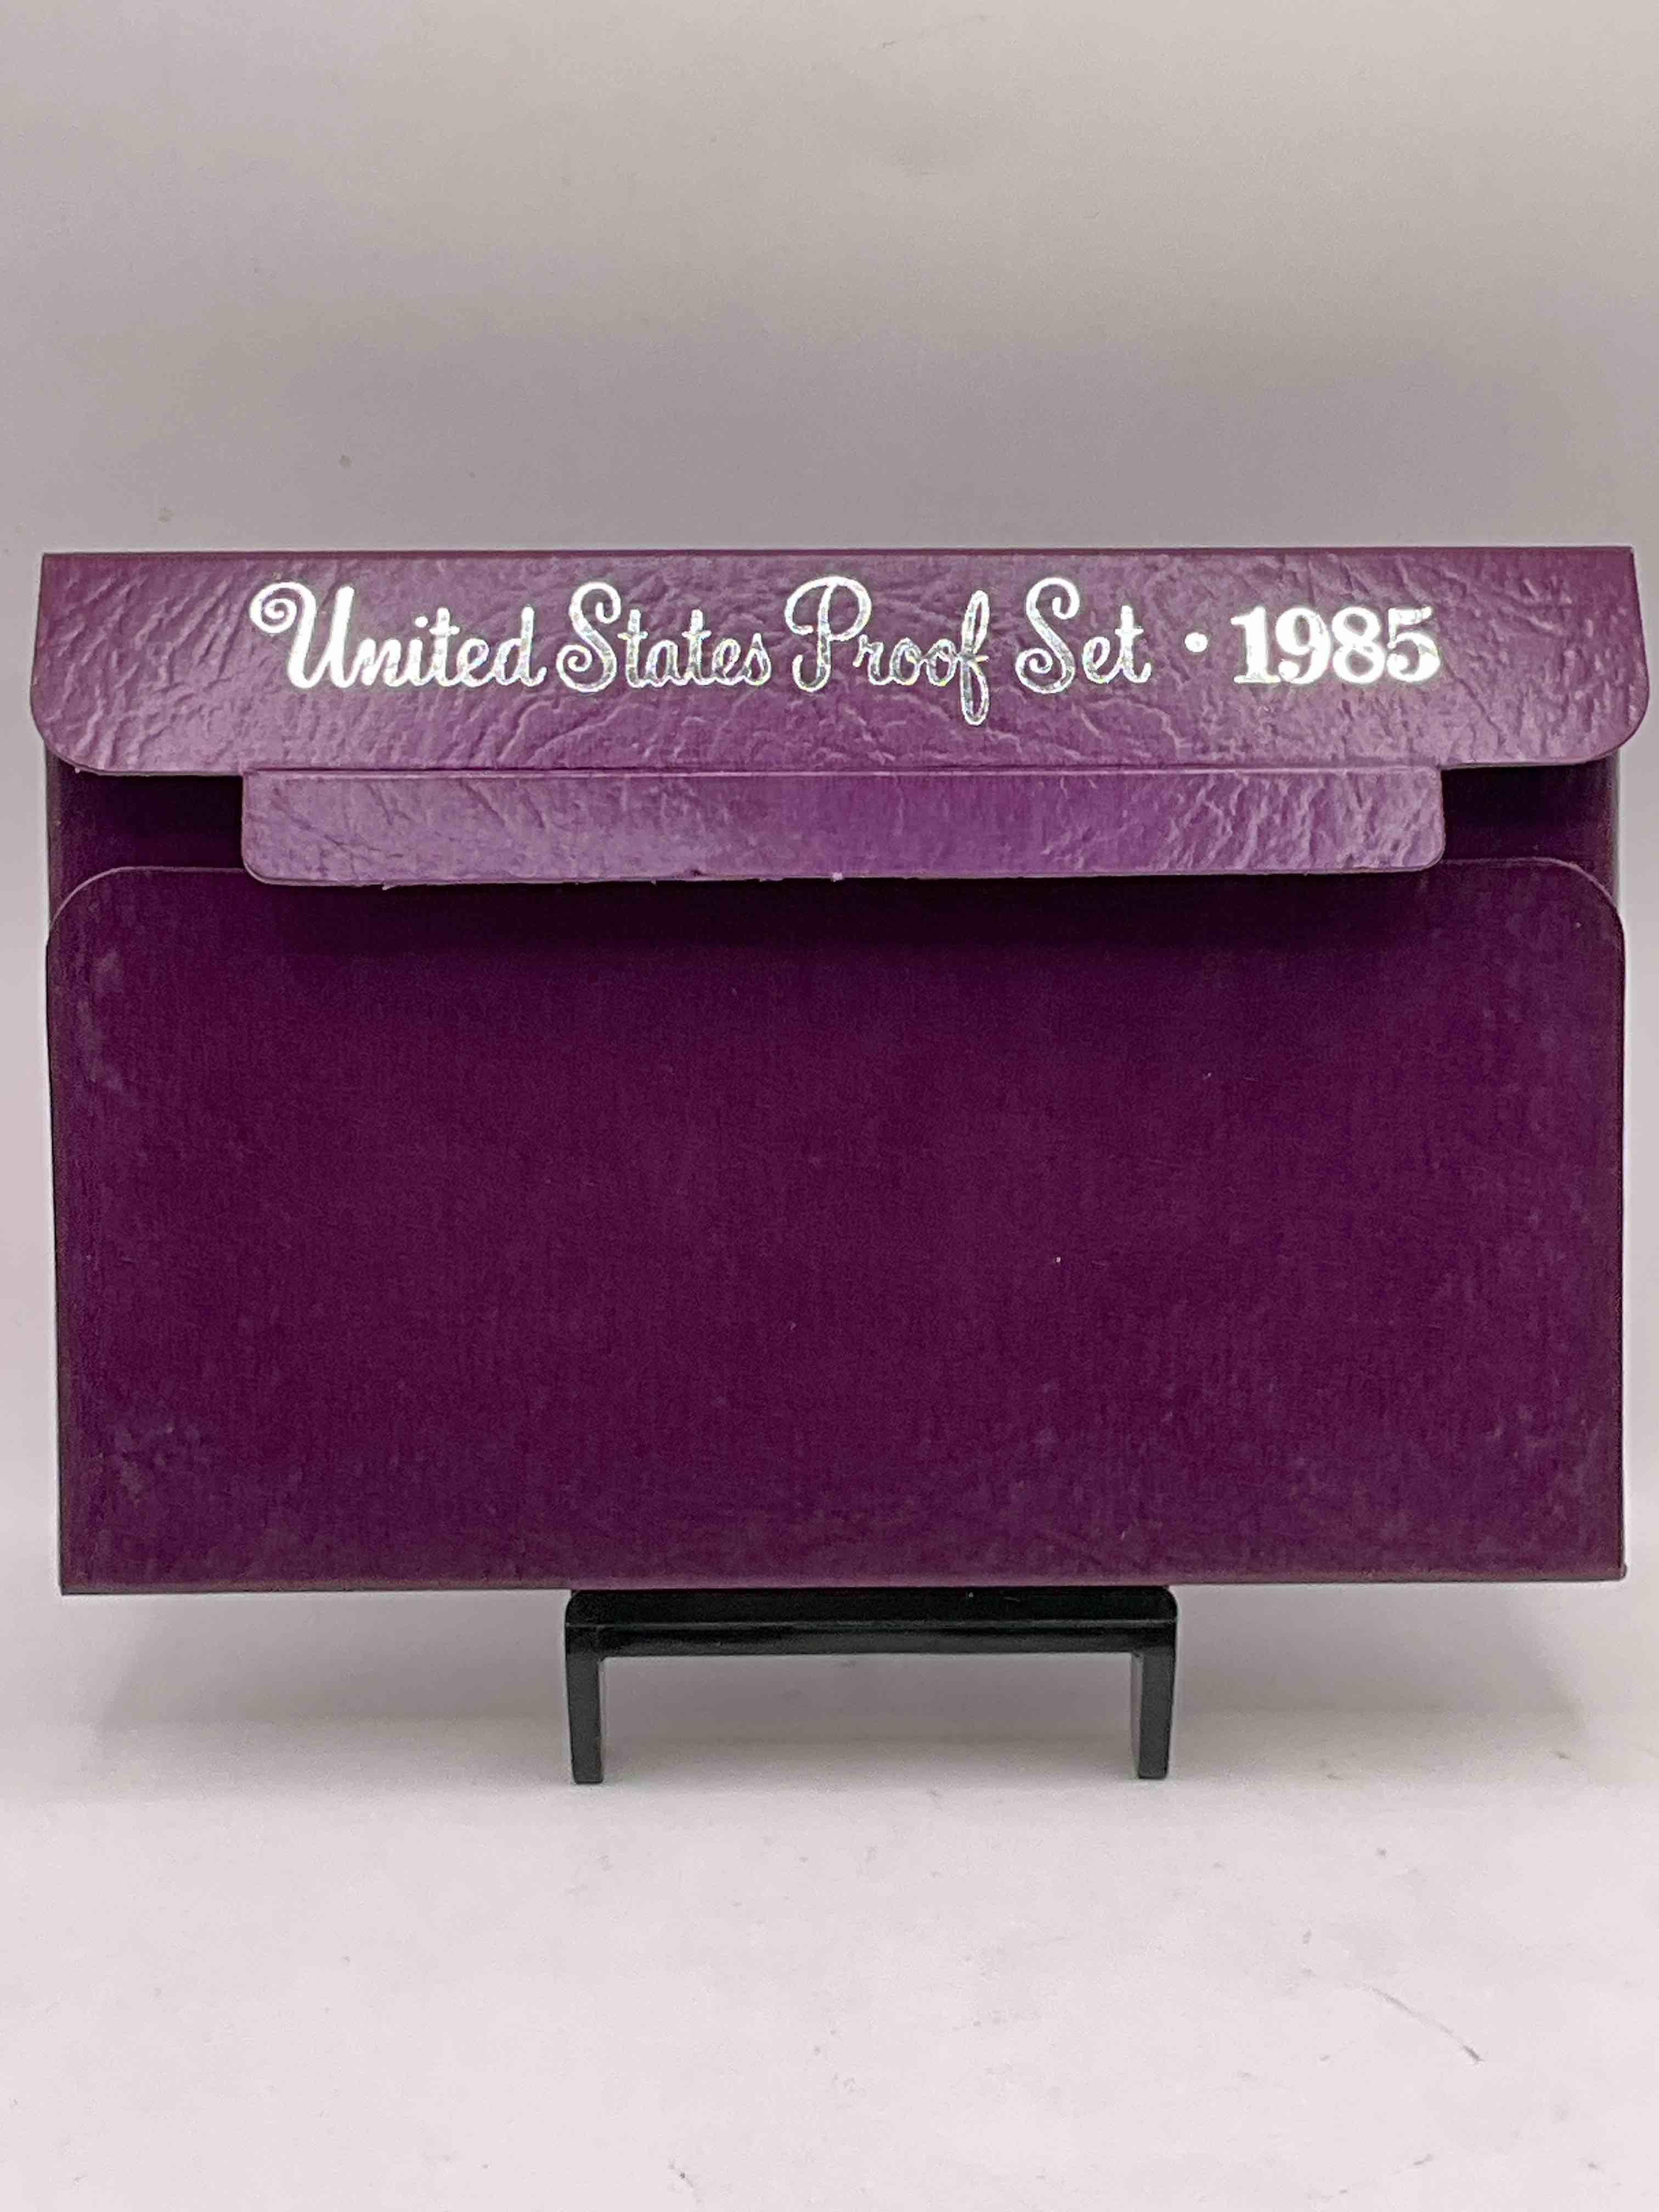 United States Proof Set • 1985